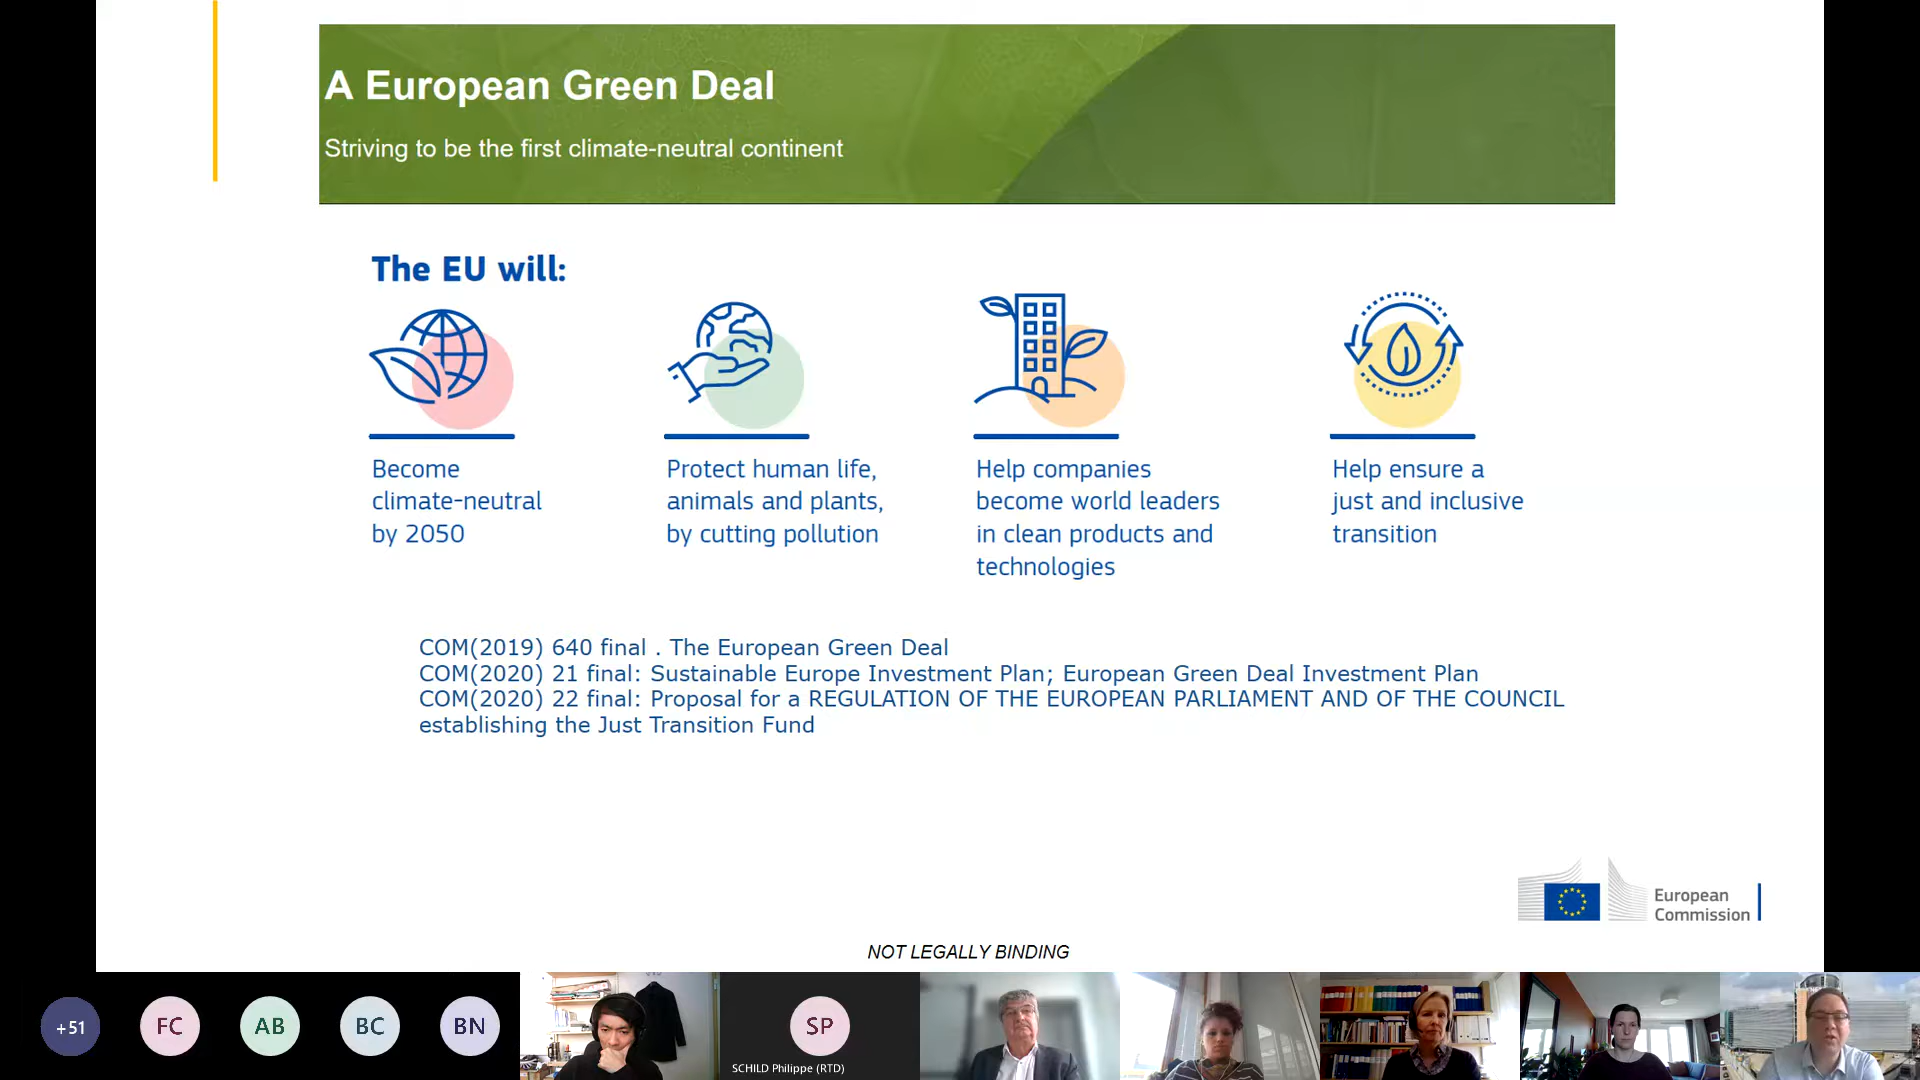 A European Green Deal
Striving to be the first climate-neutral continent
The EU will:
Become
climate-neutral
by 2050
Protect human life,
animals and plants,
by cutting pollution
Help companies
become world leaders
in clean products and
technologies
Help ensure a
just and inclusive
transition
COM(2019) 640 final . The European Green Deal
COM(2020) 21 final: Sustainable Europe Investment Plan; European Green Deal Investment Plan
COM(2020) 22 final: Proposal for a REGULATION OF THE EUROPEAN PARLIAMENT AND OF THE COUNCIL
establishing the Just Transition Fund
European
Commission
NOT LEGALLY BINDING
+51
FC
AB
BC
BN
SP
SCHILD Philippe (RTD)